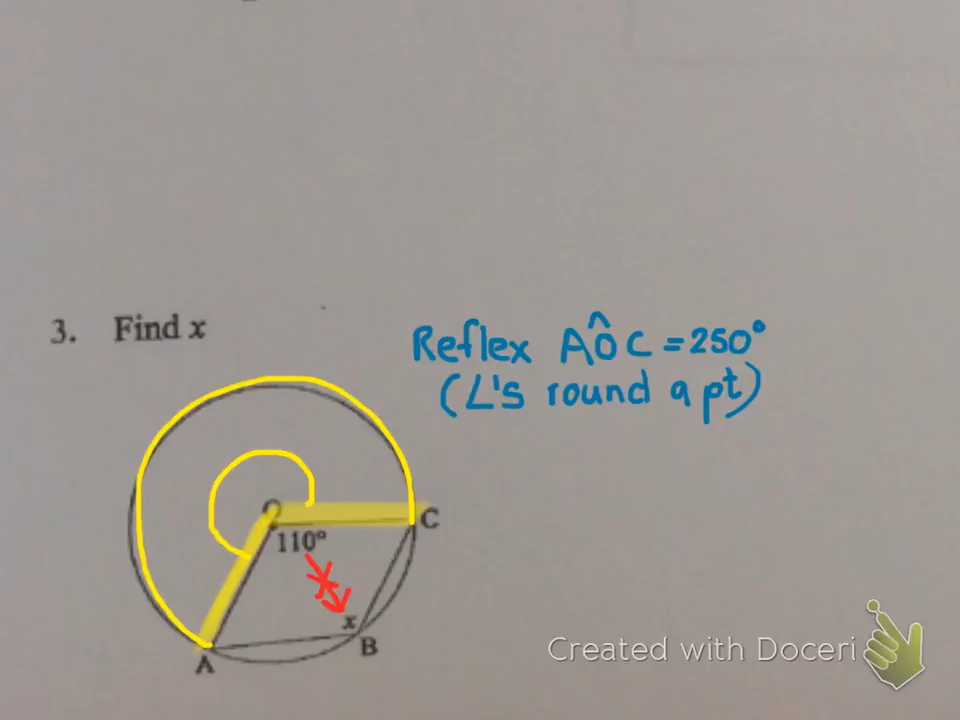 3. Find x
Reflex AÔC = 250°
(L's round a pt)
O
C
110°
x
B
A
Created with Doceri